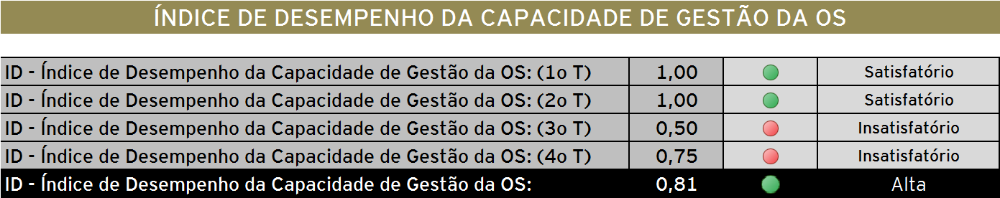 ÍNDICE DE DESEMPENHO DA CAPACIDADE DE GESTÃO DA OS
ID - Índice de Desempenho da Capacidade de Gestão da OS: (1o T) 1,00 Satisfatório
ID - Índice de Desempenho da Capacidade de Gestão da OS: (2o T) 1,00 Satisfatório
ID - Índice de Desempenho da Capacidade de Gestão da OS: (3o T) 0,50 Insatisfatório
ID - Índice de Desempenho da Capacidade de Gestão da OS: (4o T) 0,75 Insatisfatório
ID - Índice de Desempenho da Capacidade de Gestão da OS: 0,81 Alta